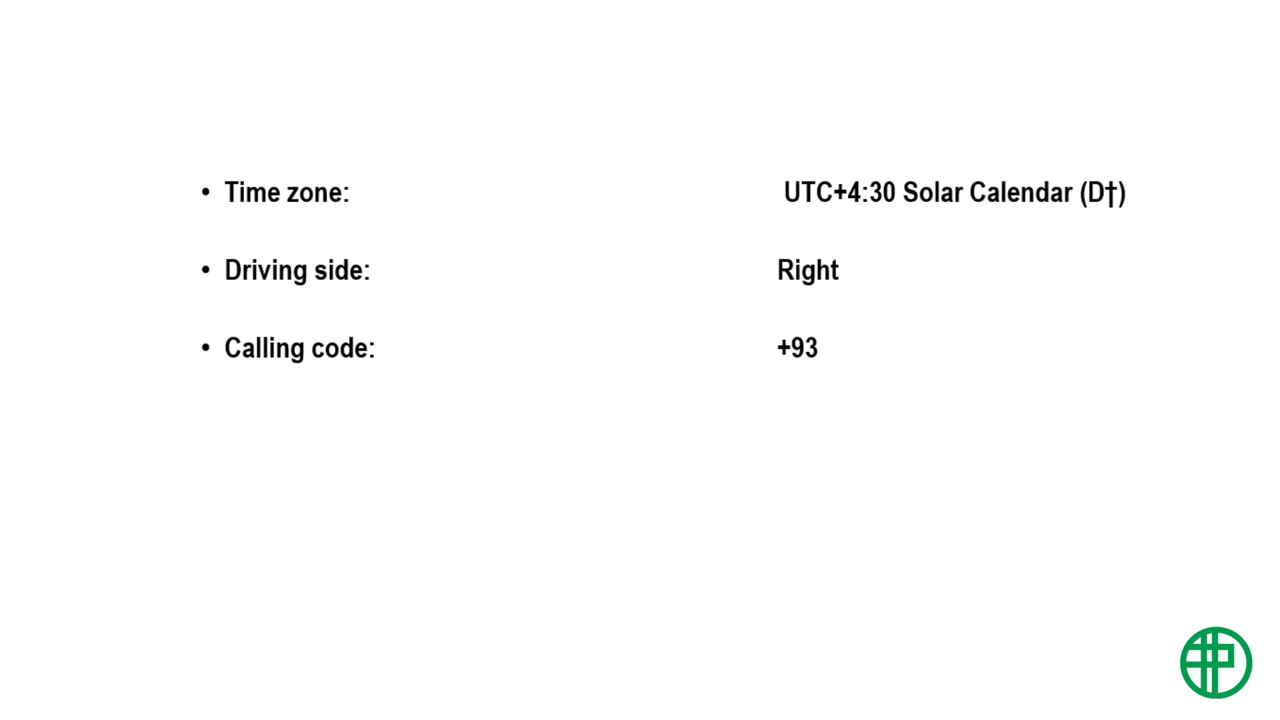 • Time zone: UTC+4:30 Solar Calendar (D†)
• Driving side: Right
• Calling code: +93